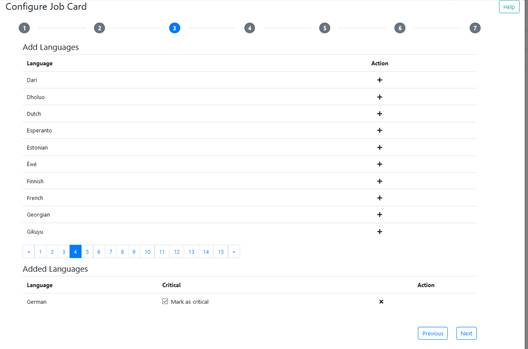 Configure Job Card
Help
1 2 3 4 5 6 7
Add Languages
Language Action
Dari +
Dholuo +
Dutch +
Esperanto +
Estonian +
Ewe +
Finnish +
French +
Georgian +
Gikuyu +
« 1 2 3 4 5 6 7 8 9 10 11 12 13 14 15 »
Added Languages
Language Critical Action
German Mark as critical ×
Previous Next